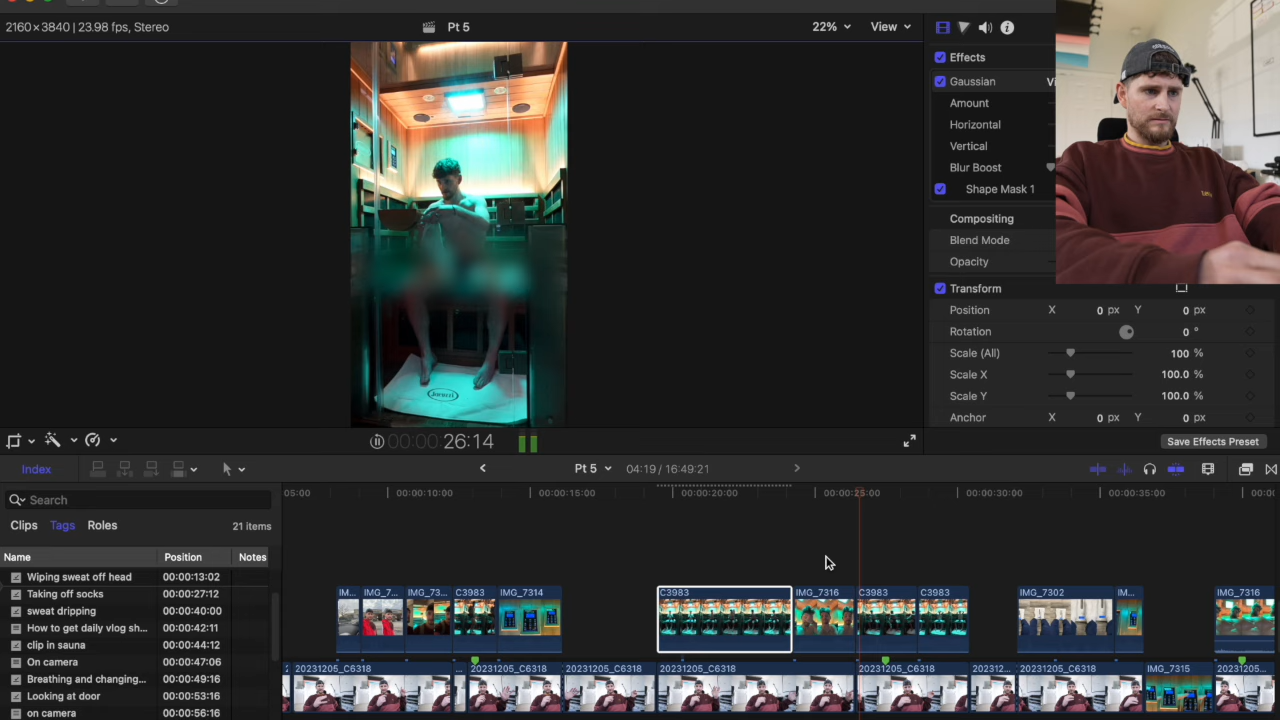 2160×3840 | 23.98 fps, Stereo
Pt 5
22%
View
Effects
Gaussian
Vi
Amount
Horizontal
Vertical
Blur Boost
Shape Mask 1
Compositing
Blend Mode
Opacity
Transform
Position X 0 px Y 0 px
Rotation 0 °
Scale (All) 100 %
Scale X 100.0 %
Scale Y 100.0 %
Anchor X 0 px Y 0 px
00:00:26:14
Save Effects Preset
Index
Pt 5
04:19 / 16:49:21
Search
05:00 00:00:10:00 00:00:15:00 00:00:20:00 00:00:25:00 00:00:30:00 00:00:35:00
Clips Tags Roles 21 items
Name Position Notes
Wiping sweat off head 00:00:13:02
Taking off socks 00:00:27:12
sweat dripping 00:00:40:00
How to get daily vlog sh... 00:00:42:11
clip in sauna 00:00:44:12
On camera 00:00:47:06
Breathing and changing... 00:00:49:16
Looking at door 00:00:53:16
on camera 00:00:56:16
IM... IMG_7... IMG_73... C3983 IMG_7314 C3983 IMG_7316 C3983 C3983 IMG_7302 IM... IMG_7316
20231205_C6318 20231205_C6318 20231205_C6318 20231205_C6318 20231205_C6318 202312... 20231205_C6318 IMG_7315 20231205_C6318